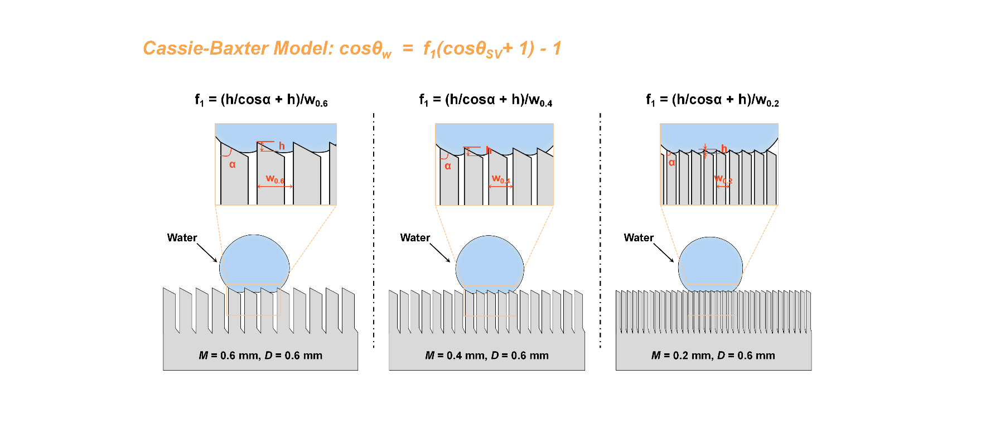 Cassie-Baxter Model: cosθw = f1(cosθSV+ 1) - 1
f1 = (h/cosα + h)/w0.6
f1 = (h/cosα + h)/w0.4
f1 = (h/cosα + h)/w0.2
h
α
w0.6
h
α
w0.4
h
α
w0.2
Water
Water
Water
M = 0.6 mm, D = 0.6 mm
M = 0.4 mm, D = 0.6 mm
M = 0.2 mm, D = 0.6 mm